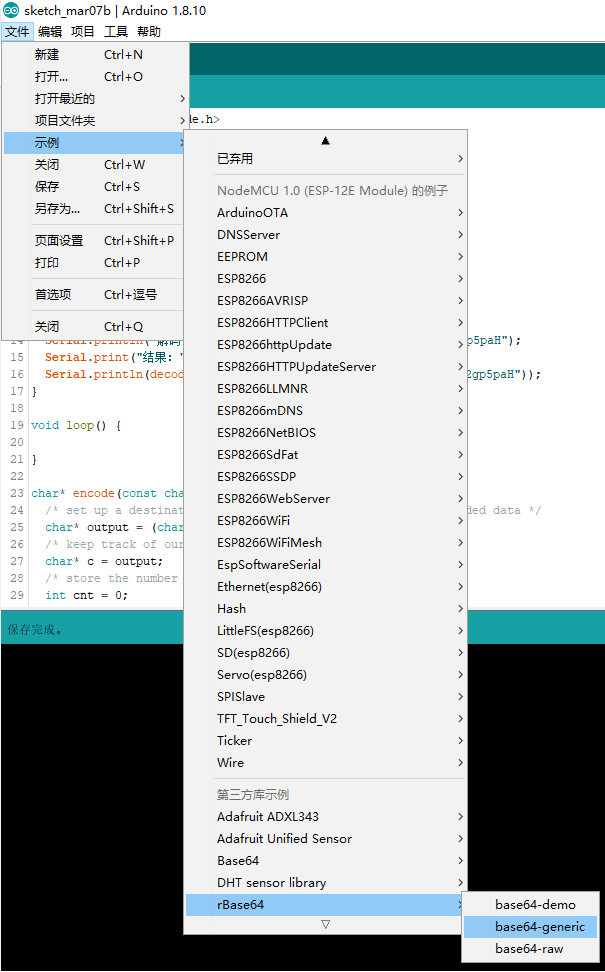 sketch_mar07b | Arduino 1.8.10
文件 编辑 项目 工具 帮助
新建 Ctrl+N
打开... Ctrl+O
打开最近的
项目文件夹
示例
关闭 Ctrl+W
保存 Ctrl+S
另存为... Ctrl+Shift+S
页面设置 Ctrl+Shift+P
打印 Ctrl+P
首选项 Ctrl+逗号
关闭 Ctrl+Q
de.h>
已弃用
NodeMCU 1.0 (ESP-12E Module) 的例子
ArduinoOTA
DNSServer
EEPROM
ESP8266
ESP8266AVRISP
ESP8266HTTPClient
ESP8266httpUpdate
ESP8266HTTPUpdateServer
ESP8266LLMNR
ESP8266mDNS
ESP8266NetBIOS
ESP8266SdFat
ESP8266SSDP
ESP8266WebServer
ESP8266WiFi
ESP8266WiFiMesh
EspSoftwareSerial
Ethernet(esp8266)
Hash
LittleFS(esp8266)
SD(esp8266)
Servo(esp8266)
SPISlave
TFT_Touch_Shield_V2
Ticker
Wire
第三方库示例
Adafruit ADXL343
Adafruit Unified Sensor
Base64
DHT sensor library
rBase64
base64-demo
base64-generic
base64-raw
14 Serial.println("解码 p5paH");
15 Serial.print("结果："
16 Serial.println(decod 2gp5paH"));
17 }
18
19 void loop() {
20
21 }
22
23 char* encode(const cha
24 /* set up a destinat ded data */
25 char* output = (char
26 /* keep track of our
27 char* c = output;
28 /* store the number
29 int cnt = 0;
保存完成。